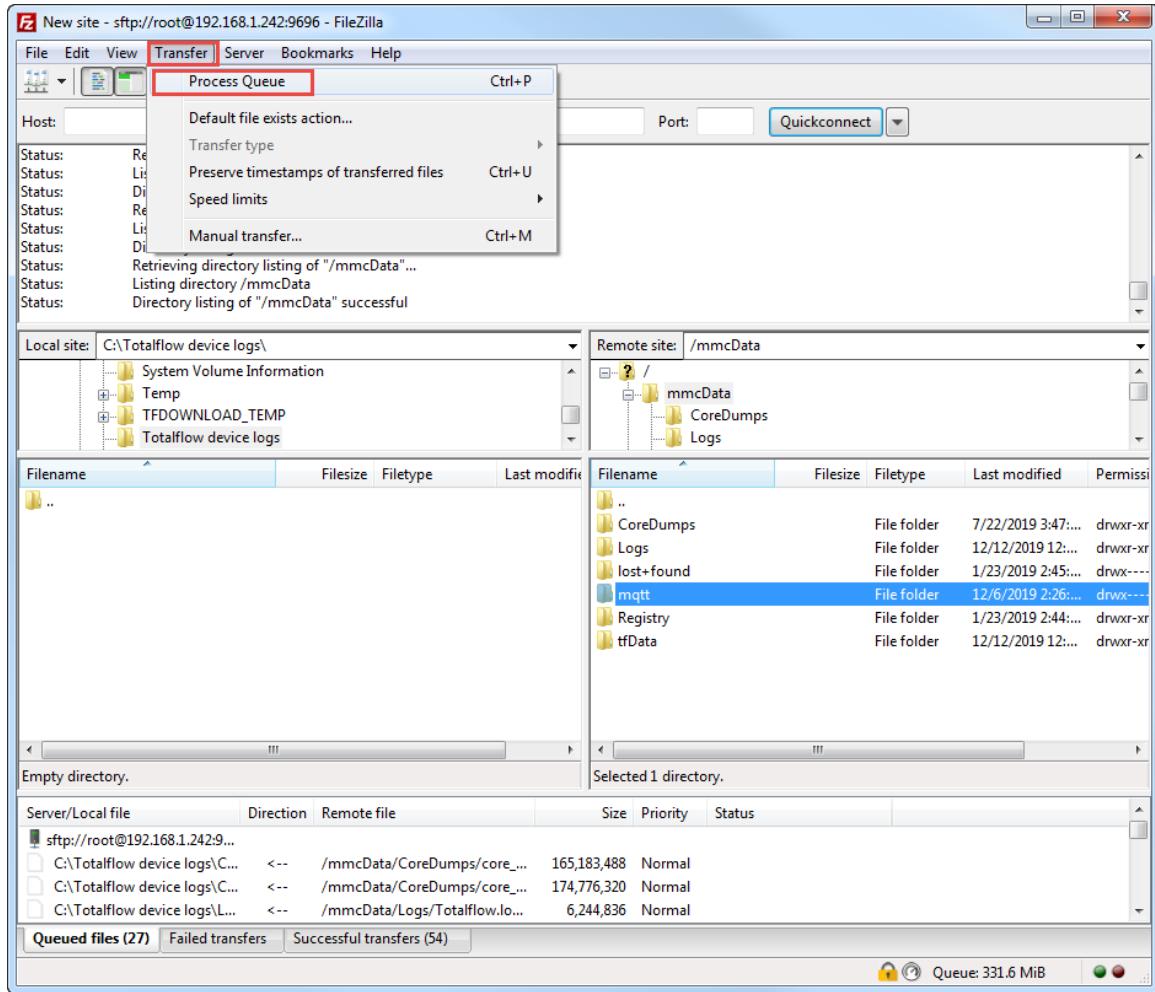 New site - sftp://root@192.168.1.242:9696 - FileZilla
File Edit View Transfer Server Bookmarks Help
Process Queue Ctrl+P
Default file exists action...
Transfer type
Preserve timestamps of transferred files Ctrl+U
Speed limits
Manual transfer... Ctrl+M
Host: Port: Quickconnect
Status: Re
Status: Lis
Status: Di
Status: Re
Status: Lis
Status: Di
Status: Retrieving directory listing of "/mmcData"...
Status: Listing directory /mmcData
Status: Directory listing of "/mmcData" successful
Local site: C:\Totalflow device logs\
System Volume Information
Temp
TFDOWNLOAD_TEMP
Totalflow device logs
Remote site: /mmcData
/
mmcData
CoreDumps
Logs
Filename Filesize Filetype Last modifie
..
Empty directory.
Filename Filesize Filetype Last modified Permissi
..
CoreDumps File folder 7/22/2019 3:47:... drwxr-xr
Logs File folder 12/12/2019 12:... drwxr-xr
lost+found File folder 1/23/2019 2:45:... drwx----
mqtt File folder 12/6/2019 2:26:... drwx----
Registry File folder 1/23/2019 2:44:... drwxr-xr
tfData File folder 12/12/2019 12:... drwxr-xr
Selected 1 directory.
Server/Local file Direction Remote file Size Priority Status
sftp://root@192.168.1.242:9...
C:\Totalflow device logs\C... <-- /mmcData/CoreDumps/core_... 165,183,488 Normal
C:\Totalflow device logs\C... <-- /mmcData/CoreDumps/core_... 174,776,320 Normal
C:\Totalflow device logs\L... <-- /mmcData/Logs/Totalflow.lo... 6,244,836 Normal
Queued files (27) Failed transfers Successful transfers (54)
Queue: 331.6 MiB